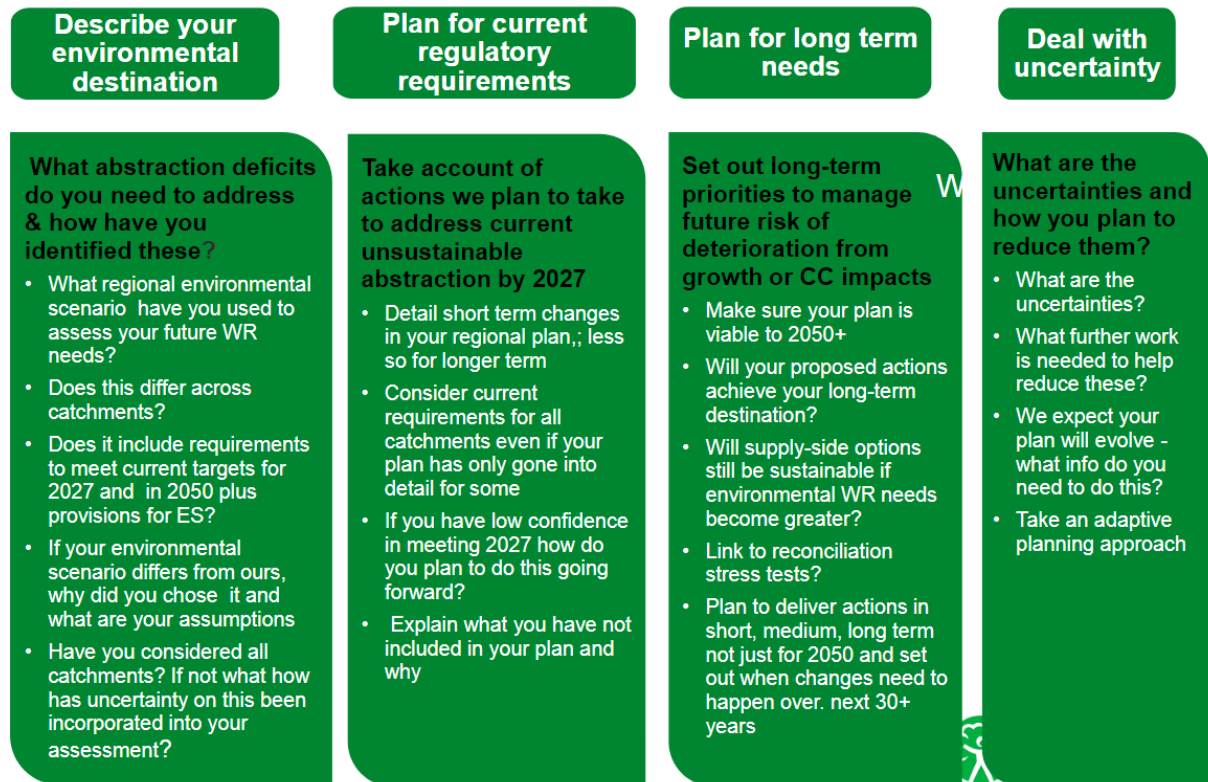 Describe your
environmental
destination
What abstraction deficits
do you need to address
& how have you
identified these?
• What regional environmental
scenario have you used to
assess your future WR
needs?
• Does this differ across
catchments?
• Does it include requirements
to meet current targets for
2027 and in 2050 plus
provisions for ES?
• If your environmental
scenario differs from ours,
why did you chose it and
what are your assumptions
• Have you considered all
catchments? If not what how
has uncertainty on this been
incorporated into your
assessment?
Plan for current
regulatory
requirements
Take account of
actions we plan to take
to address current
unsustainable
abstraction by 2027
• Detail short term changes
in your regional plan,; less
so for longer term
• Consider current
requirements for all
catchments even if your
plan has only gone into
detail for some
• If you have low confidence
in meeting 2027 how do
you plan to do this going
forward?
• Explain what you have not
included in your plan and
why
Plan for long term
needs
Set out long-term
priorities to manage
future risk of
deterioration from
growth or CC impacts
• Make sure your plan is
viable to 2050+
• Will your proposed actions
achieve your long-term
destination?
• Will supply-side options
still be sustainable if
environmental WR needs
become greater?
• Link to reconciliation
stress tests?
• Plan to deliver actions in
short, medium, long term
not just for 2050 and set
out when changes need to
happen over. next 30+
years
W
Deal with
uncertainty
What are the
uncertainties and
how you plan to
reduce them?
• What are the
uncertainties?
• What further work
is needed to help
reduce these?
• We expect your
plan will evolve -
what info do you
need to do this?
• Take an adaptive
planning approach